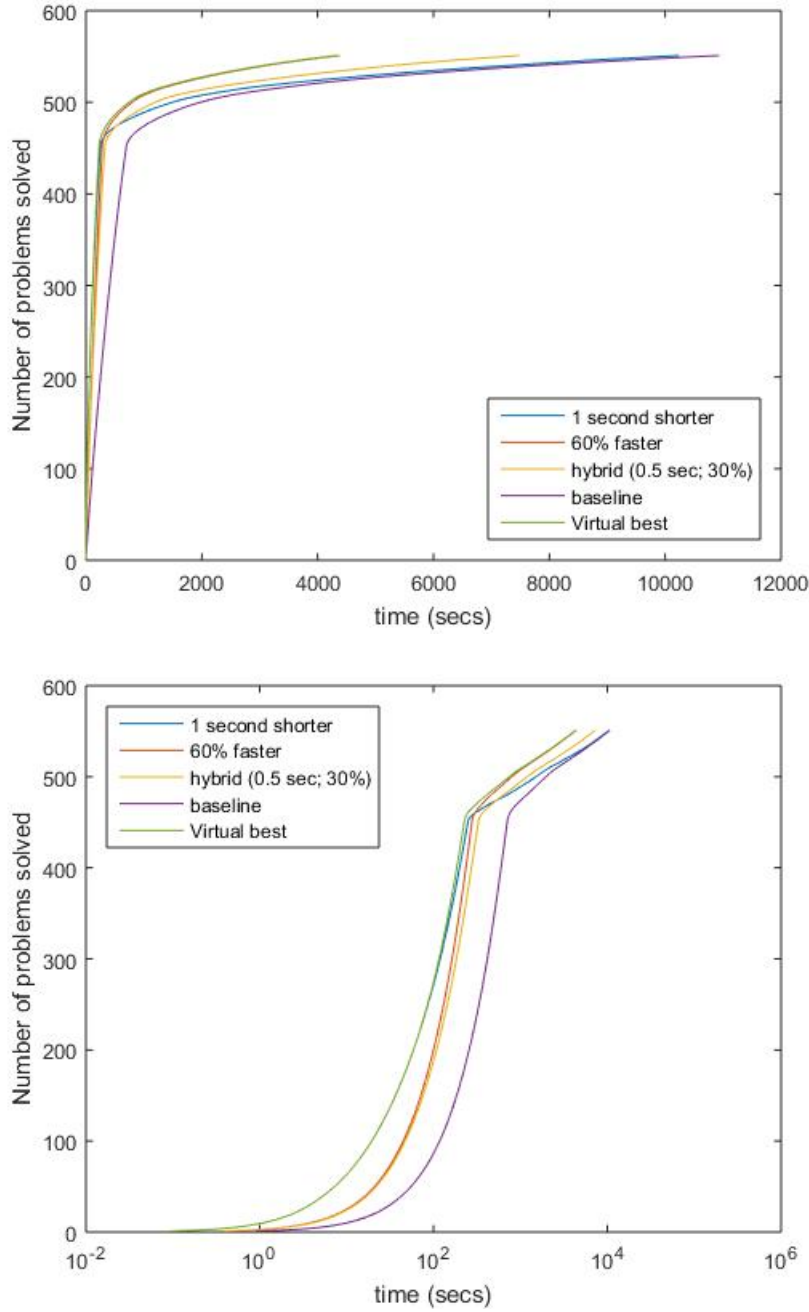 600
500
400
300
200
100
0
Number of problems solved
1 second shorter
60% faster
hybrid (0.5 sec; 30%)
baseline
Virtual best
0 2000 4000 6000 8000 10000 12000
time (secs)
600
500
400
300
200
100
0
Number of problems solved
1 second shorter
60% faster
hybrid (0.5 sec; 30%)
baseline
Virtual best
10⁻² 10⁰ 10² 10⁴ 10⁶
time (secs)